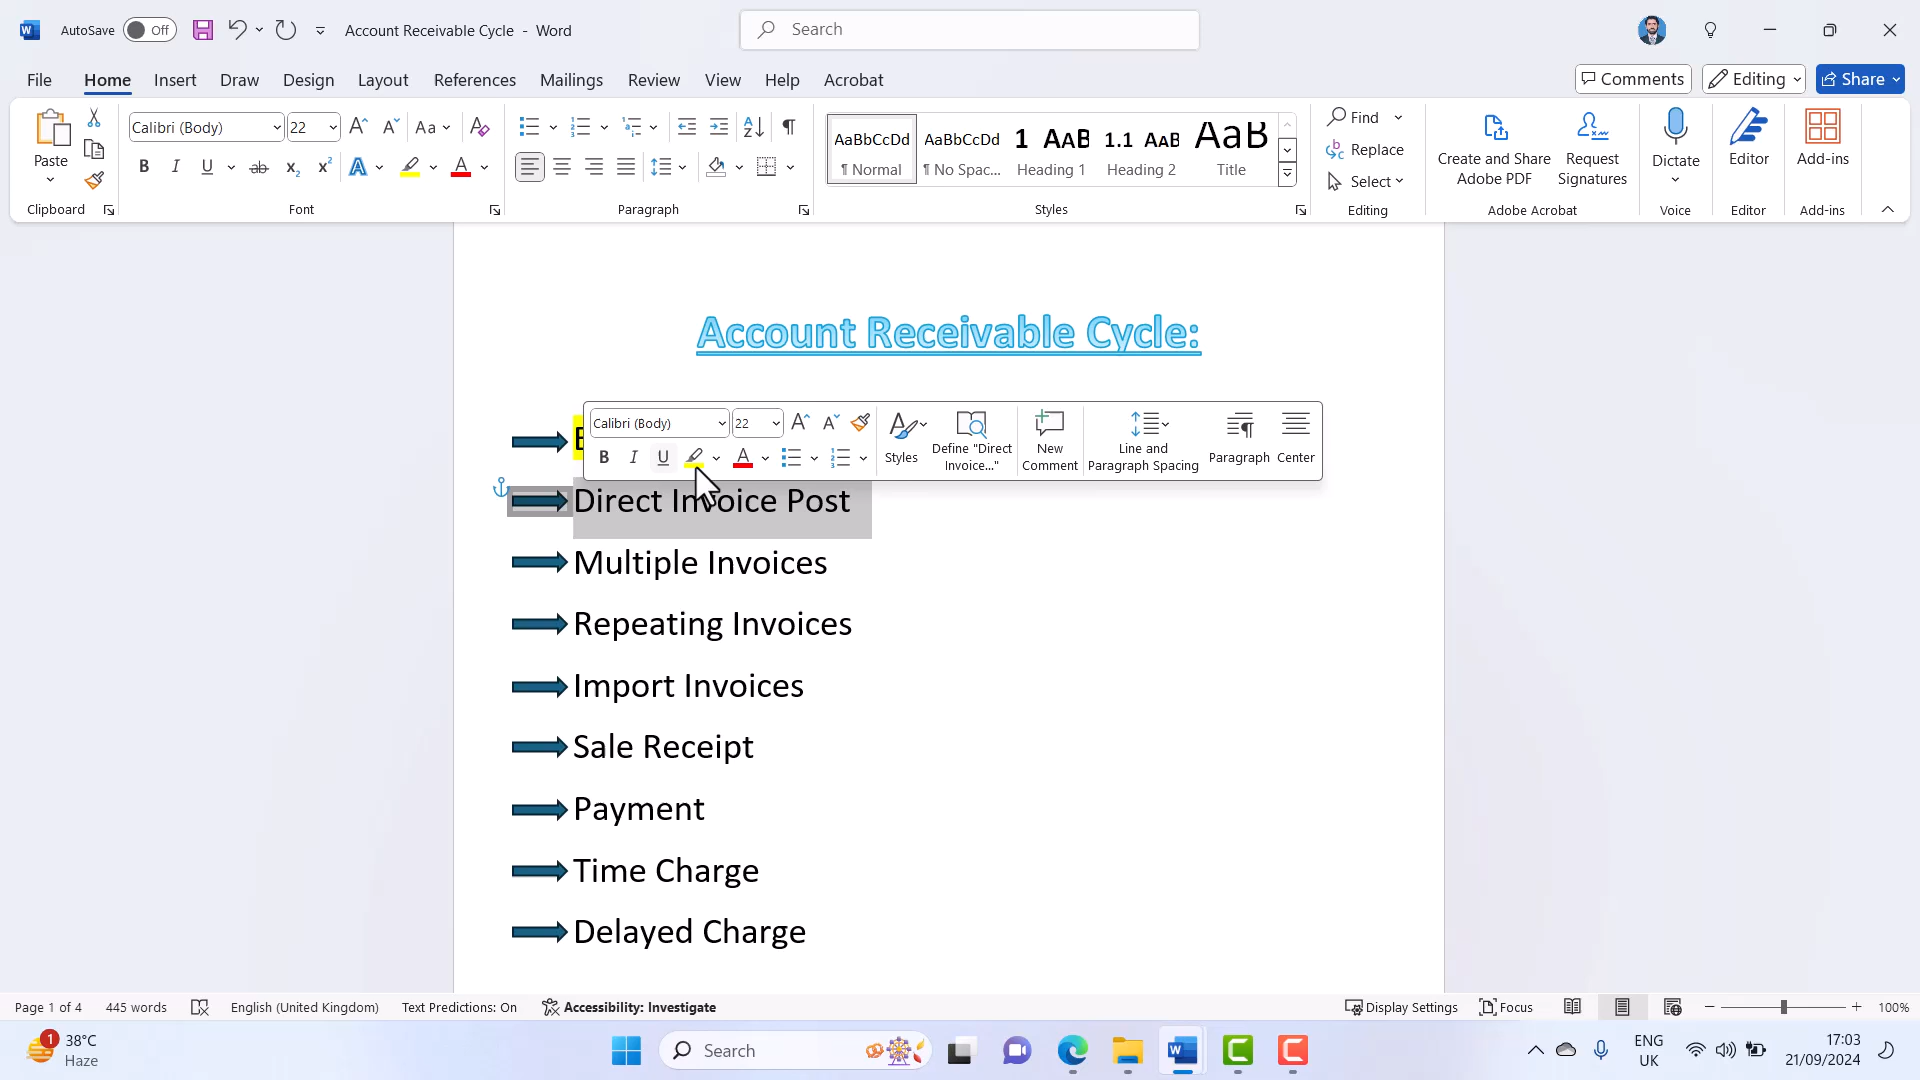 AutoSave Off Account Receivable Cycle - Word Search
File Home Insert Draw Design Layout References Mailings Review View Help Acrobat Comments Editing Share
Paste
Clipboard
Calibri (Body) 22
Font
Paragraph
AaBbCcDd AaBbCcDd 1 AaB 1.1 AaB AaB
¶ Normal ¶ No Spac... Heading 1 Heading 2 Title
Styles
Find
Replace
Select
Editing
Create and Share Adobe PDF
Request Signatures
Adobe Acrobat
Dictate
Voice
Editor
Editor
Add-ins
Add-ins
Account Receivable Cycle:
Calibri (Body) 22
Styles
Define "Direct Invoice..."
New Comment
Line and Paragraph Spacing
Paragraph
Center
Direct Invoice Post
Multiple Invoices
Repeating Invoices
Import Invoices
Sale Receipt
Payment
Time Charge
Delayed Charge
Page 1 of 4 445 words English (United Kingdom) Text Predictions: On Accessibility: Investigate Display Settings Focus 100%
1 38°C
Haze
Search
ENG
UK
17:03
21/09/2024